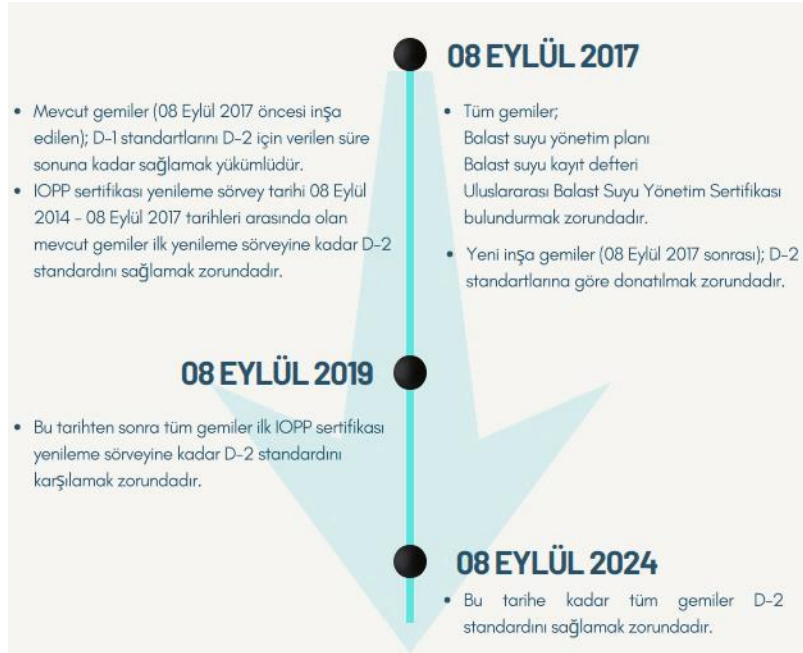 08 EYLÜL 2017
• Mevcut gemiler (08 Eylül 2017 öncesi inşa
edilen); D-1 standartlarını D-2 için verilen süre
sonuna kadar sağlamak yükümlüdür.
• IOPP sertifikası yenileme sörvey tarihi 08 Eylül
2014 - 08 Eylül 2017 tarihleri arasında olan
mevcut gemiler ilk yenileme sörveyine kadar D-2
standardını sağlamak zorundadır.
• Tüm gemiler;
Balast suyu yönetim planı
Balast suyu kayıt defteri
Uluslararası Balast Suyu Yönetim Sertifikası
bulundurmak zorundadır.
• Yeni inşa gemiler (08 Eylül 2017 sonrası); D-2
standartlarına göre donatılmak zorundadır.
08 EYLÜL 2019
• Bu tarihten sonra tüm gemiler ilk IOPP sertifikası
yenileme sörveyine kadar D-2 standardını
karşılamak zorundadır.
08 EYLÜL 2024
• Bu tarihe kadar tüm gemiler D-2
standardını sağlamak zorundadır.